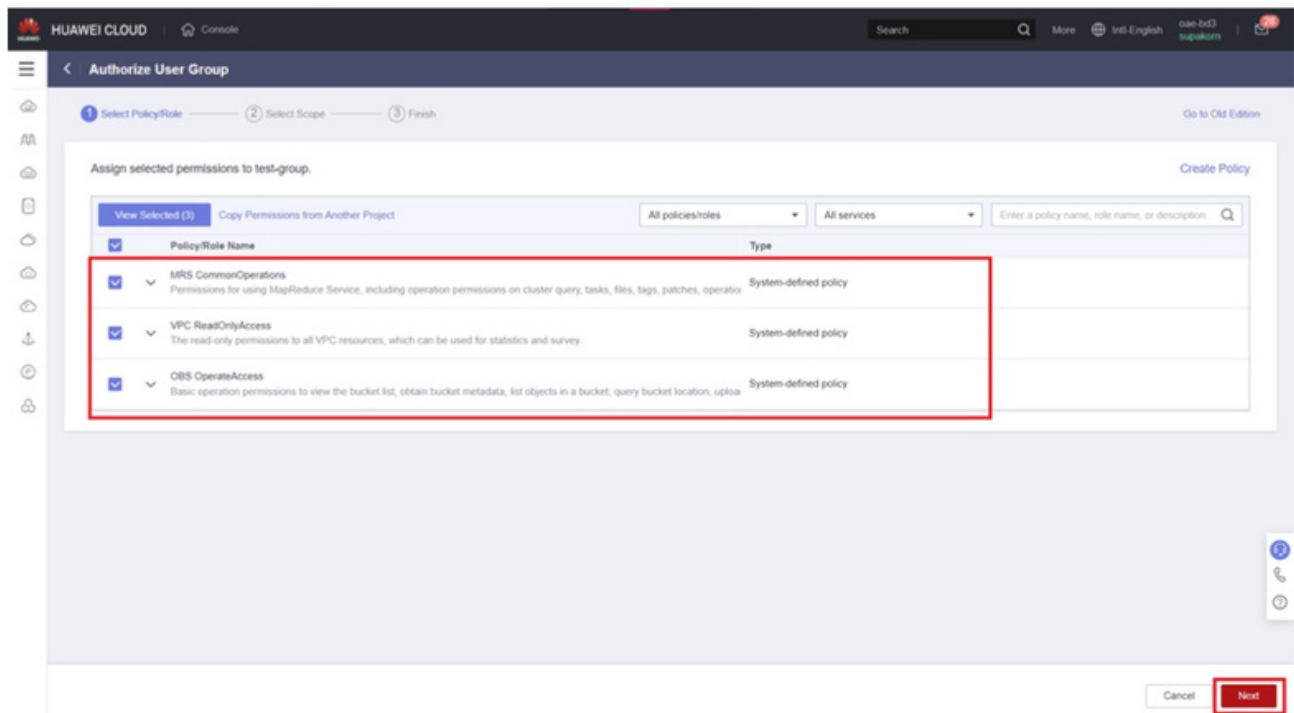 HUAWEI
HUAWEI CLOUD
Console
Search
More
Intl-English
oae-bd3
supakorn
28
Authorize User Group
1 Select Policy/Role
2 Select Scope
3 Finish
Go to Old Edition
Assign selected permissions to test-group.
Create Policy
View Selected (3)
Copy Permissions from Another Project
All policies/roles
All services
Enter a policy name, role name, or description.
Policy/Role Name
Type
MRS CommonOperations
Permissions for using MapReduce Service, including operation permissions on cluster query, tasks, files, tags, patches, operatio
System-defined policy
VPC ReadOnlyAccess
The read-only permissions to all VPC resources, which can be used for statistics and survey.
System-defined policy
OBS OperateAccess
Basic operation permissions to view the bucket list, obtain bucket metadata, list objects in a bucket, query bucket location, uploa
System-defined policy
Cancel
Next